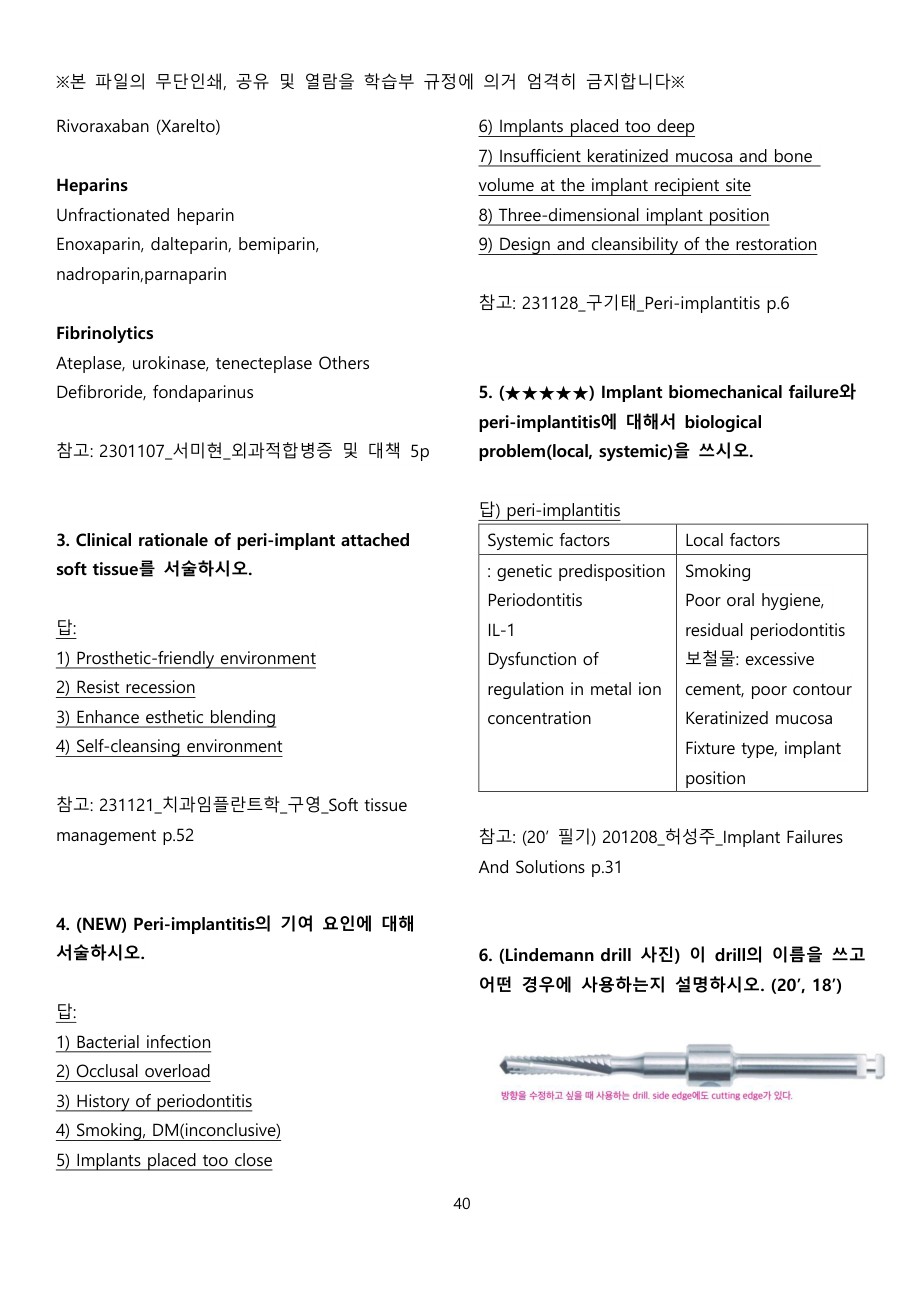 ※본 파일의 무단인쇄, 공유 및 열람을 학습부 규정에 의거 엄격히 금지합니다※
Rivoraxaban (Xarelto)
Heparins
Unfractionated heparin
Enoxaparin, dalteparin, bemiparin,
nadroparin,parnaparin
Fibrinolytics
Ateplase, urokinase, tenecteplase Others
Defibroride, fondaparinus
참고: 2301107_서미현_외과적합병증 및 대책 5p
3. Clinical rationale of peri-implant attached
soft tissue를 서술하시오.
답:
1) Prosthetic-friendly environment
2) Resist recession
3) Enhance esthetic blending
4) Self-cleansing environment
참고: 231121_치과임플란트학_구영_Soft tissue
management p.52
4. (NEW) Peri-implantitis의 기여 요인에 대해
서술하시오.
답:
1) Bacterial infection
2) Occlusal overload
3) History of periodontitis
4) Smoking, DM(inconclusive)
5) Implants placed too close
6) Implants placed too deep
7) Insufficient keratinized mucosa and bone
volume at the implant recipient site
8) Three-dimensional implant position
9) Design and cleansibility of the restoration
참고: 231128_구기태_Peri-implantitis p.6
5. (★★★★★) Implant biomechanical failure와
peri-implantitis에 대해서 biological
problem(local, systemic)을 쓰시오.
답) peri-implantitis
Systemic factors
: genetic predisposition
Periodontitis
IL-1
Dysfunction of
regulation in metal ion
concentration
Local factors
Smoking
Poor oral hygiene,
residual periodontitis
보철물: excessive
cement, poor contour
Keratinized mucosa
Fixture type, implant
position
참고: (20’ 필기) 201208_허성주_Implant Failures
And Solutions p.31
6. (Lindemann drill 사진) 이 drill의 이름을 쓰고
어떤 경우에 사용하는지 설명하시오. (20’, 18’)
방향을 수정하고 싶을 때 사용하는 drill. side edge에도 cutting edge가 있다.
40